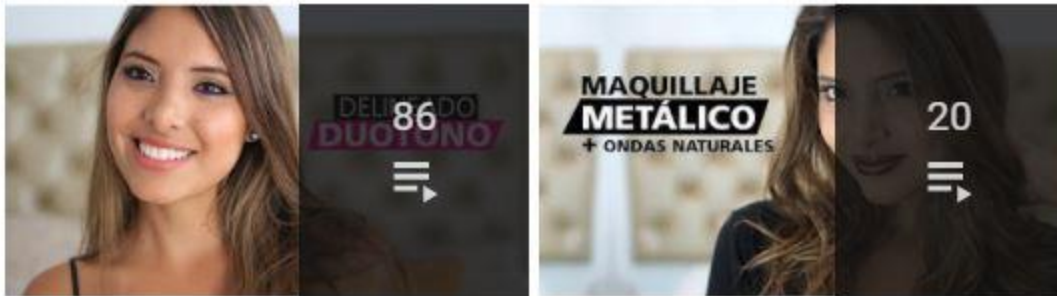 DELINEADO
DUOTONO
86
MAQUILLAJE
METÁLICO
+ ONDAS NATURALES
20